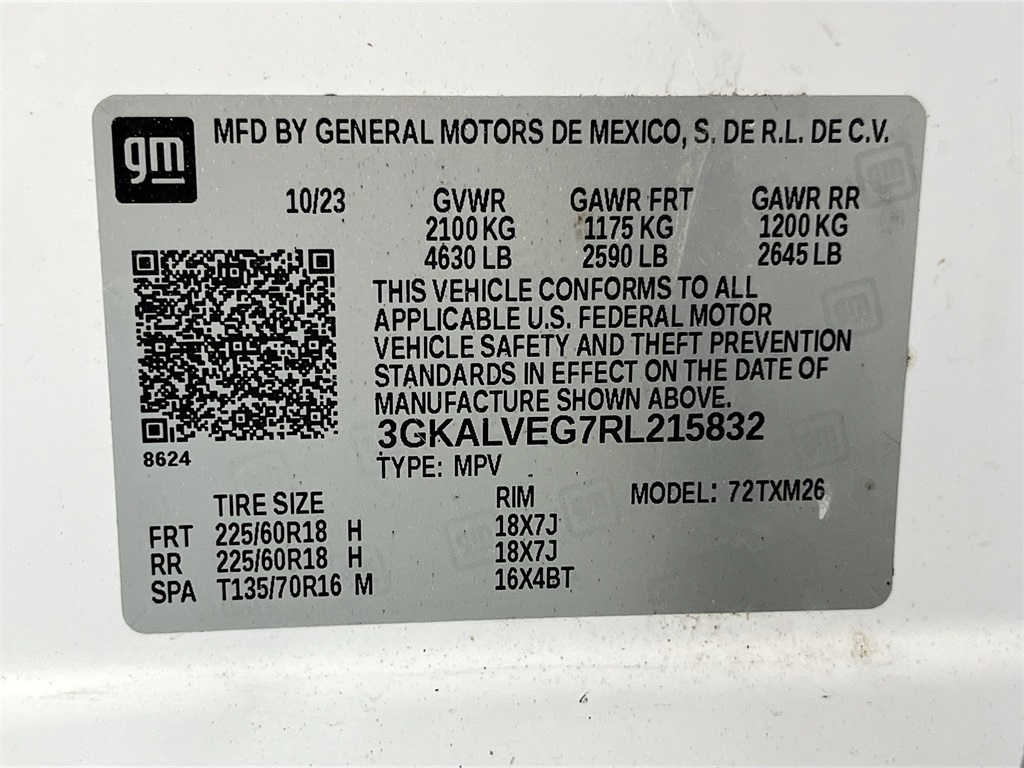 gm
MFD BY GENERAL MOTORS DE MEXICO, S. DE R.L. DE C.V.
10/23 GVWR GAWR FRT GAWR RR
2100 KG 1175 KG 1200 KG
4630 LB 2590 LB 2645 LB
THIS VEHICLE CONFORMS TO ALL
APPLICABLE U.S. FEDERAL MOTOR
VEHICLE SAFETY AND THEFT PREVENTION
STANDARDS IN EFFECT ON THE DATE OF
MANUFACTURE SHOWN ABOVE.
3GKALVEG7RL215832
8624
TYPE: MPV
TIRE SIZE RIM MODEL: 72TXM26
FRT 225/60R18 H 18X7J
RR 225/60R18 H 18X7J
SPA T135/70R16 M 16X4BT